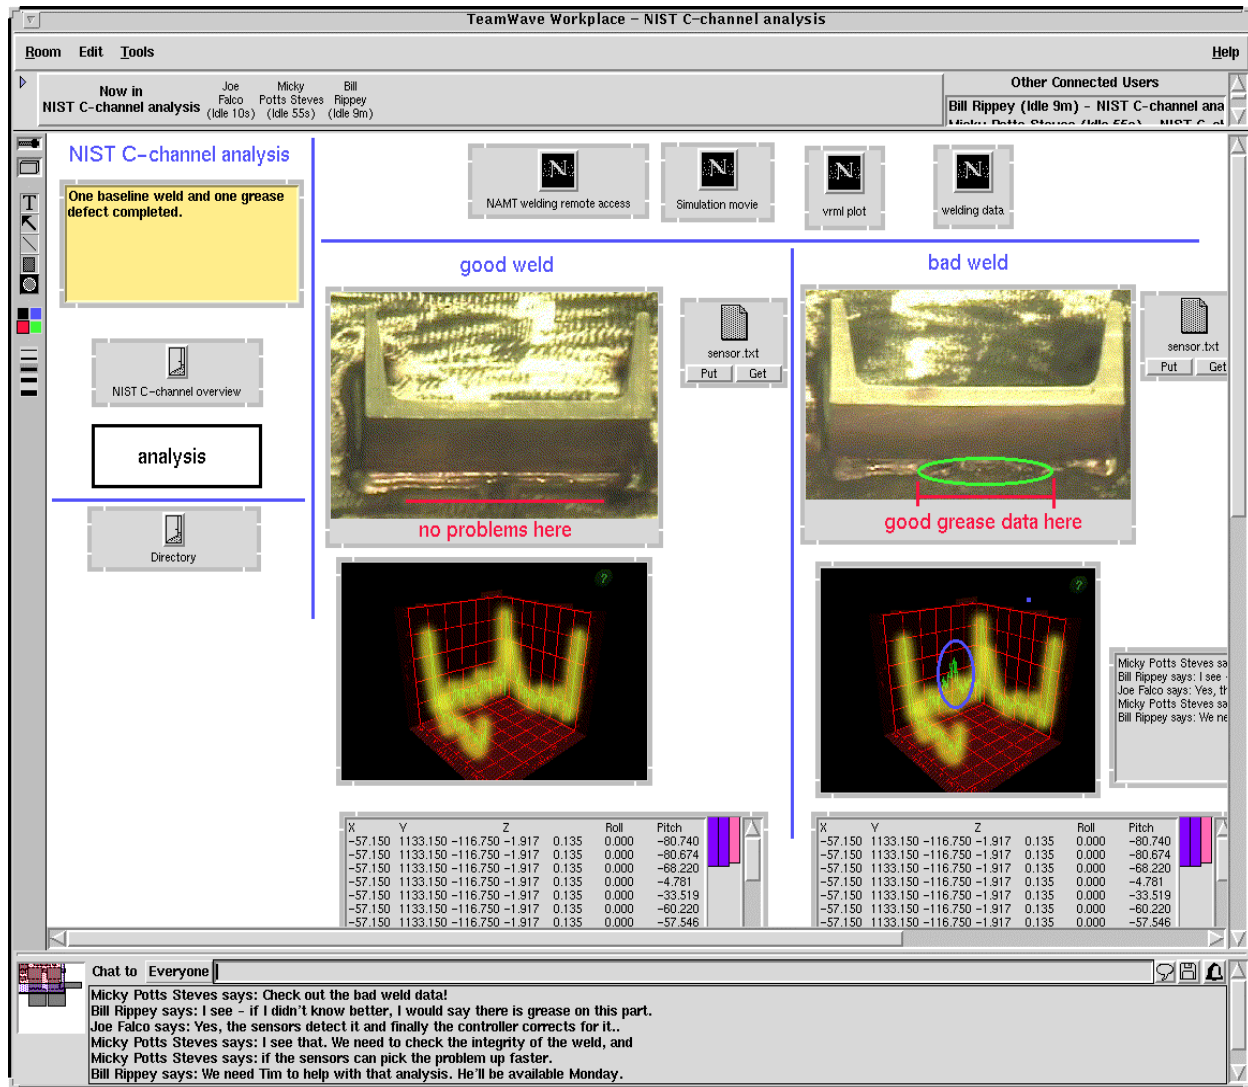 TeamWave Workplace - NIST C-channel analysis
Room Edit Tools Help
Now in
NIST C-channel analysis
Joe
Falco
(Idle 10s)
Micky
Potts Steves
(Idle 55s)
Bill
Rippey
(Idle 9m)
Other Connected Users
Bill Rippey (Idle 9m) - NIST C-channel ana
Micky Potts Steves (Idle 55s) - NIST C-ch
NIST C-channel analysis
One baseline weld and one grease
defect completed.
NIST C-channel overview
analysis
Directory
T
N N N N
NAMT welding remote access
Simulation movie
vrml plot
welding data
good weld
sensor.txt
Put Get
no problems here
?
X Y Z Roll Pitch
-57.150 1133.150 -116.750 -1.917 0.135 0.000 -80.740
-57.150 1133.150 -116.750 -1.917 0.135 0.000 -80.674
-57.150 1133.150 -116.750 -1.917 0.135 0.000 -68.220
-57.150 1133.150 -116.750 -1.917 0.135 0.000 -4.781
-57.150 1133.150 -116.750 -1.917 0.135 0.000 -33.519
-57.150 1133.150 -116.750 -1.917 0.135 0.000 -60.220
-57.150 1133.150 -116.750 -1.917 0.135 0.000 -57.546
bad weld
sensor.txt
Put Get
good grease data here
?
Micky Potts Steves sa
Bill Rippey says: I see -
Joe Falco says: Yes, th
Micky Potts Steves sa
Bill Rippey says: We ne
X Y Z Roll Pitch
-57.150 1133.150 -116.750 -1.917 0.135 0.000 -80.740
-57.150 1133.150 -116.750 -1.917 0.135 0.000 -80.674
-57.150 1133.150 -116.750 -1.917 0.135 0.000 -68.220
-57.150 1133.150 -116.750 -1.917 0.135 0.000 -4.781
-57.150 1133.150 -116.750 -1.917 0.135 0.000 -33.519
-57.150 1133.150 -116.750 -1.917 0.135 0.000 -60.220
-57.150 1133.150 -116.750 -1.917 0.135 0.000 -57.546
Chat to Everyone
Micky Potts Steves says: Check out the bad weld data!
Bill Rippey says: I see - if I didn't know better, I would say there is grease on this part.
Joe Falco says: Yes, the sensors detect it and finally the controller corrects for it..
Micky Potts Steves says: I see that. We need to check the integrity of the weld, and
Micky Potts Steves says: if the sensors can pick the problem up faster.
Bill Rippey says: We need Tim to help with that analysis. He'll be available Monday.